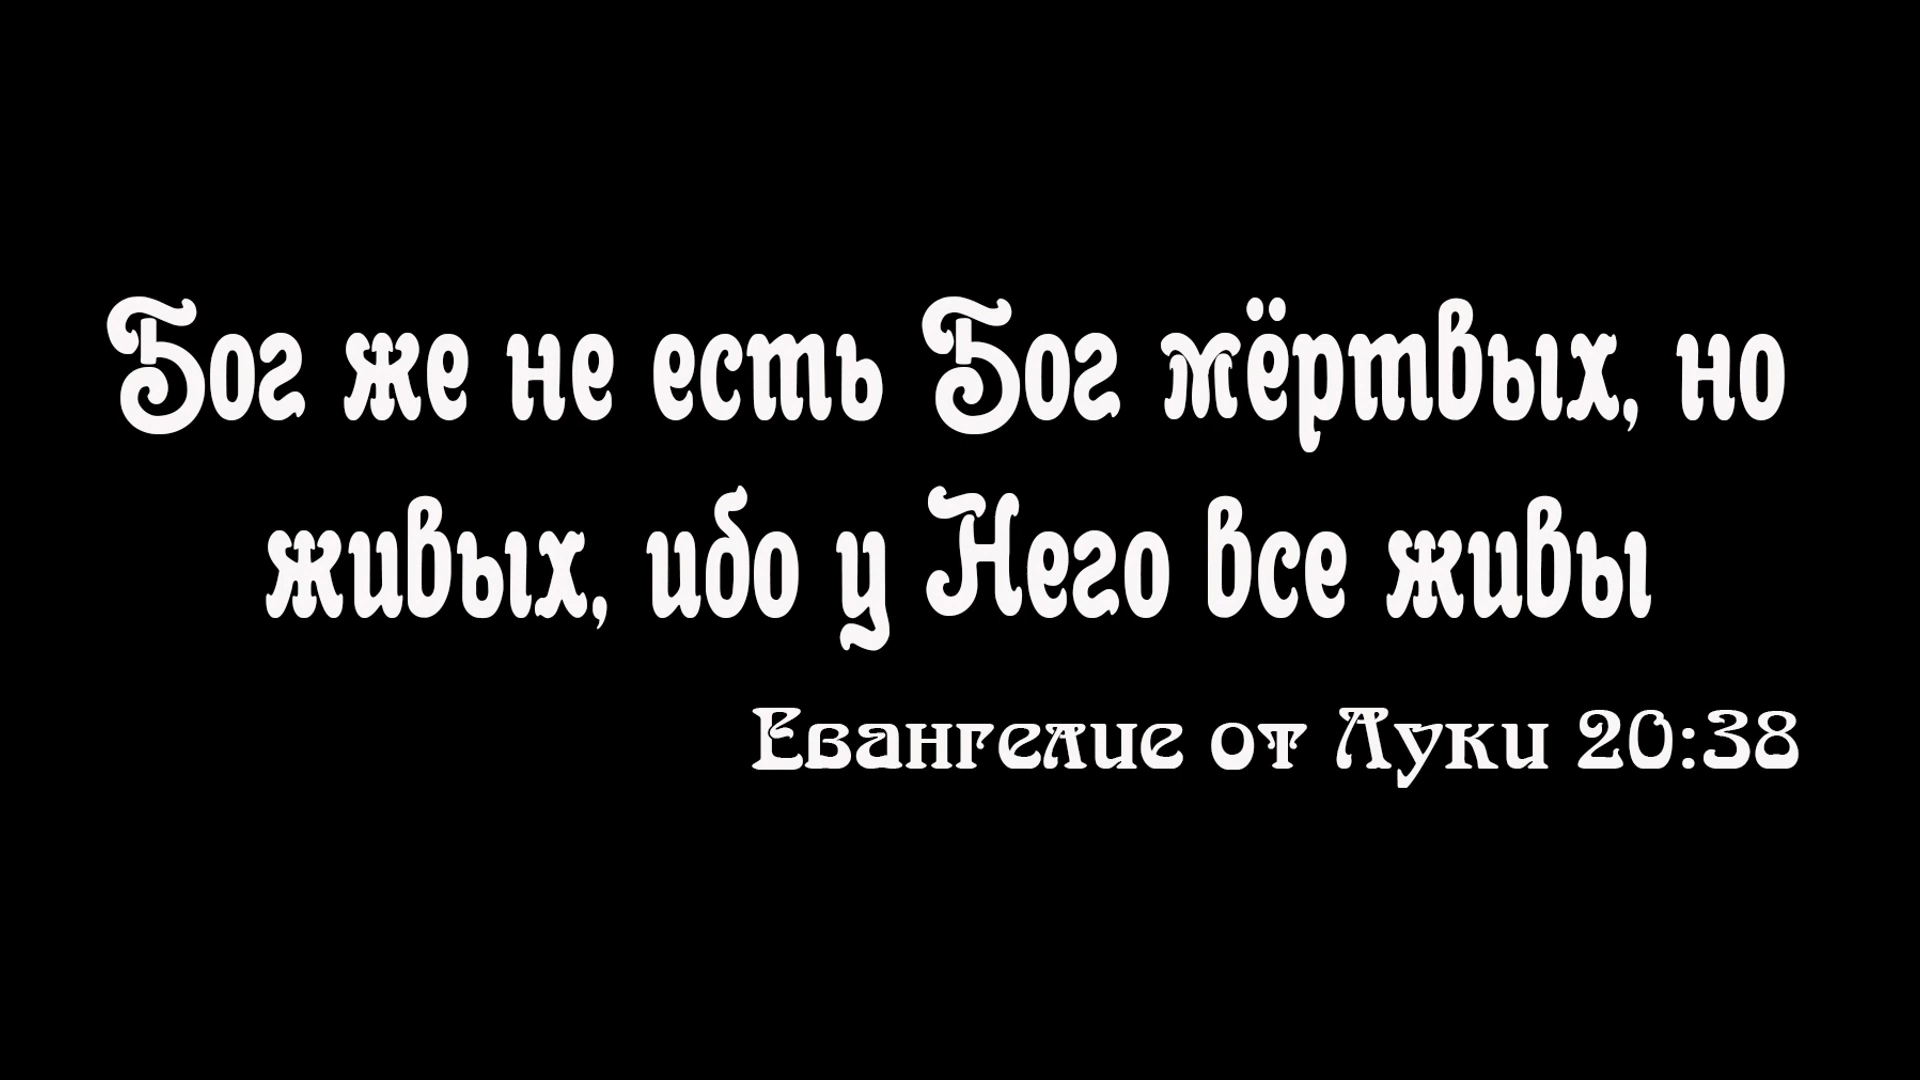 Бог же не есть Бог мёртвых, но
живых, ибо у Него все живы
Евангелие от Луки 20:38